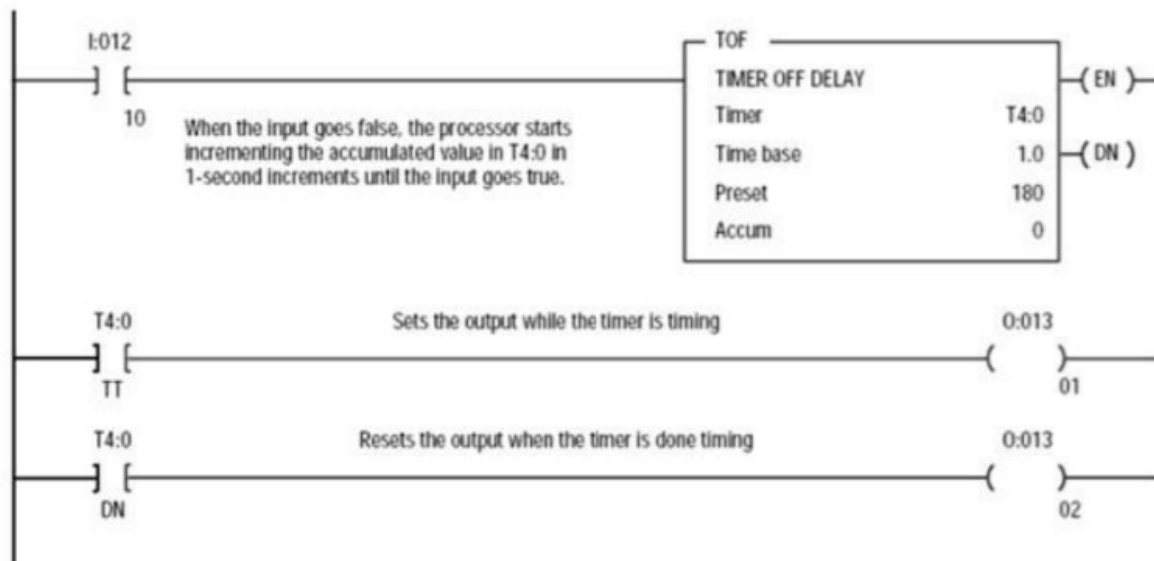 I:012
10
When the input goes false, the processor starts
incrementing the accumulated value in T4:0 in
1-second increments until the input goes true.
TOF
TIMER OFF DELAY
Timer T4:0
Time base 1.0
Preset 180
Accum 0
EN
DN
T4:0
TT
Sets the output while the timer is timing
O:013
01
T4:0
DN
Resets the output when the timer is done timing
O:013
02